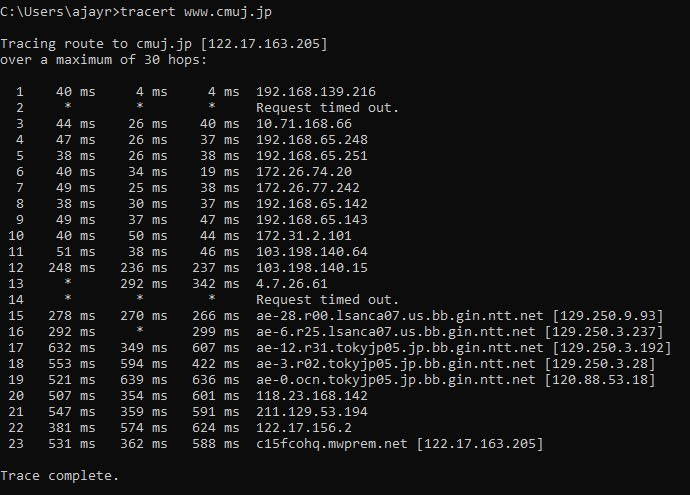 C:\Users\ajayr>tracert www.cmuj.jp
Tracing route to cmuj.jp [122.17.163.205]
over a maximum of 30 hops:
1 40 ms 4 ms 4 ms 192.168.139.216
2 * * * Request timed out.
3 44 ms 26 ms 40 ms 10.71.168.66
4 47 ms 26 ms 37 ms 192.168.65.248
5 38 ms 26 ms 38 ms 192.168.65.251
6 40 ms 34 ms 19 ms 172.26.74.20
7 49 ms 25 ms 38 ms 172.26.77.242
8 38 ms 30 ms 37 ms 192.168.65.142
9 49 ms 37 ms 47 ms 192.168.65.143
10 40 ms 50 ms 44 ms 172.31.2.101
11 51 ms 38 ms 46 ms 103.198.140.64
12 248 ms 236 ms 237 ms 103.198.140.15
13 * 292 ms 342 ms 4.7.26.61
14 * * * Request timed out.
15 278 ms 270 ms 266 ms ae-28.r00.lsanca07.us.bb.gin.ntt.net [129.250.9.93]
16 292 ms * 299 ms ae-6.r25.lsanca07.us.bb.gin.ntt.net [129.250.3.237]
17 632 ms 349 ms 607 ms ae-12.r31.tokyjp05.jp.bb.gin.ntt.net [129.250.3.192]
18 553 ms 594 ms 422 ms ae-3.r02.tokyjp05.jp.bb.gin.ntt.net [129.250.3.28]
19 521 ms 639 ms 636 ms ae-0.ocn.tokyjp05.jp.bb.gin.ntt.net [120.88.53.18]
20 507 ms 354 ms 601 ms 118.23.168.142
21 547 ms 359 ms 591 ms 211.129.53.194
22 381 ms 574 ms 624 ms 122.17.156.2
23 531 ms 362 ms 588 ms c15fcohq.mwprem.net [122.17.163.205]
Trace complete.